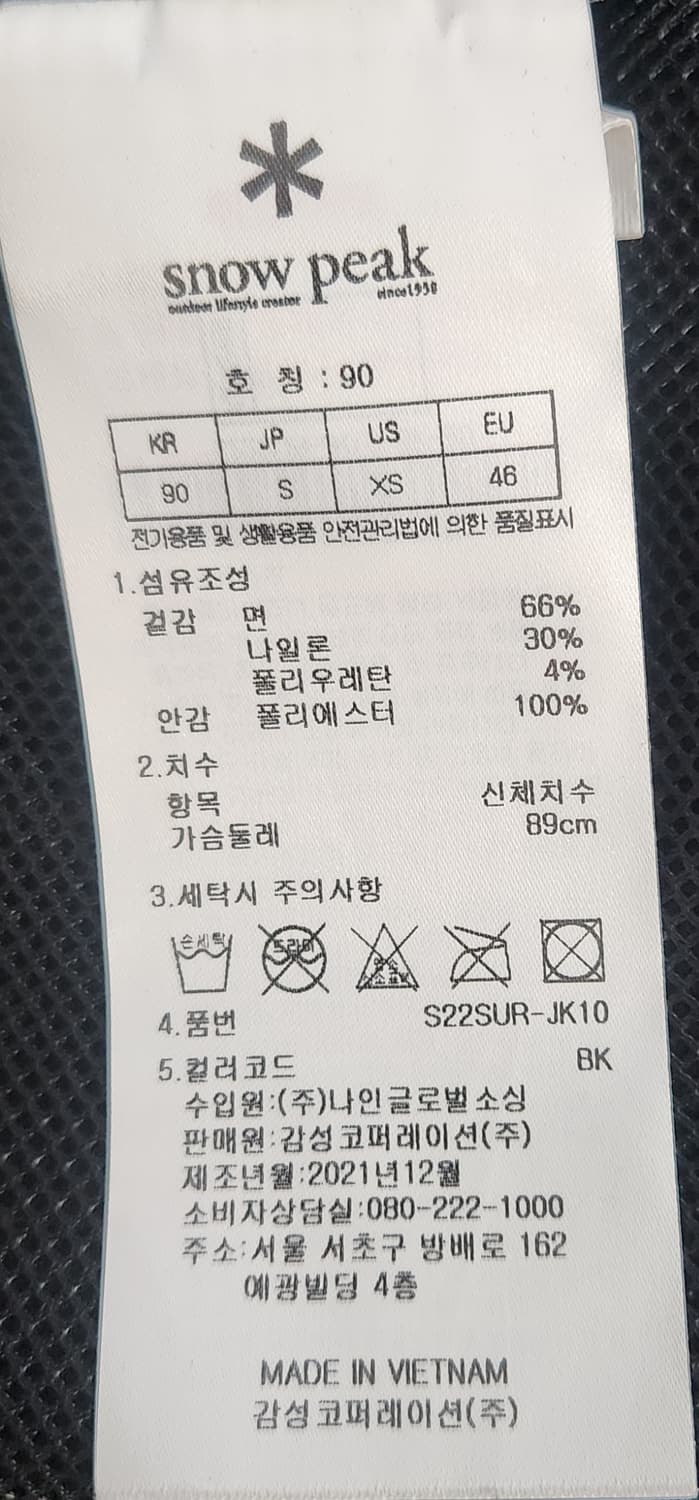 snow peak
outdoor lifestyle creator since1958
호 칭 : 90
KR JP US EU
90 S XS 46
전기용품 및 생활용품 안전관리법에 의한 품질표시
1.섬유조성
겉감 면 66%
나일론 30%
폴리우레탄 4%
안감 폴리에스터 100%
2.치수
항목 신체치수
가슴둘레 89cm
3.세탁시 주의사항
손세탁 드라이
4.품번 S22SUR-JK10
5.컬러코드 BK
수입원:(주)나인글로벌소싱
판매원:감성코퍼레이션(주)
제조년월:2021년12월
소비자상담실:080-222-1000
주소:서울 서초구 방배로 162
예광빌딩 4층
MADE IN VIETNAM
감성코퍼레이션(주)